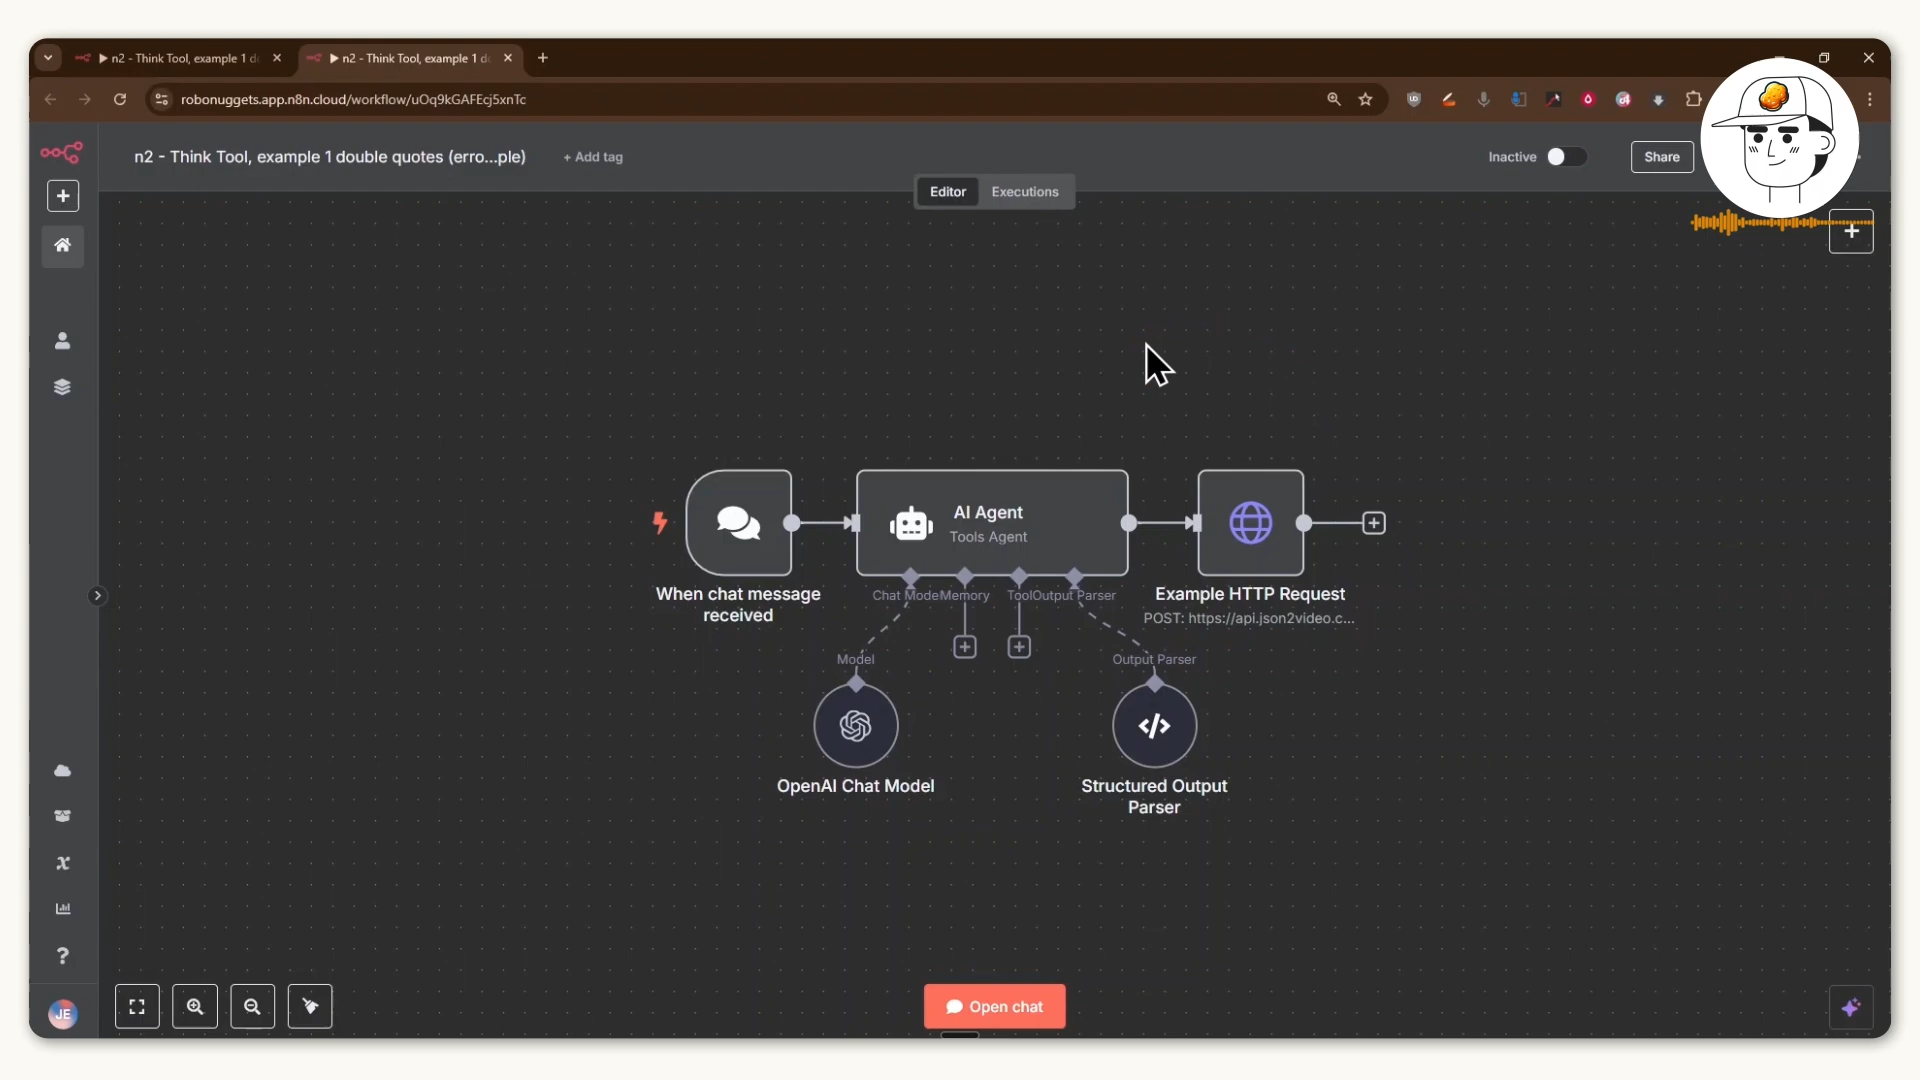 n2 - Think Tool, example 1 d
n2 - Think Tool, example 1 d
robonuggets.app.n8n.cloud/workflow/uOq9kGAFEcj5xnTc
n2 - Think Tool, example 1 double quotes (erro...ple)
+ Add tag
Inactive
Share
Editor
Executions
AI Agent
Tools Agent
When chat message
received
Chat Mode
Memory
Tool
Output Parser
Example HTTP Request
POST: https://api.json2video.c...
Model
Output Parser
OpenAI Chat Model
Structured Output
Parser
JE
Open chat